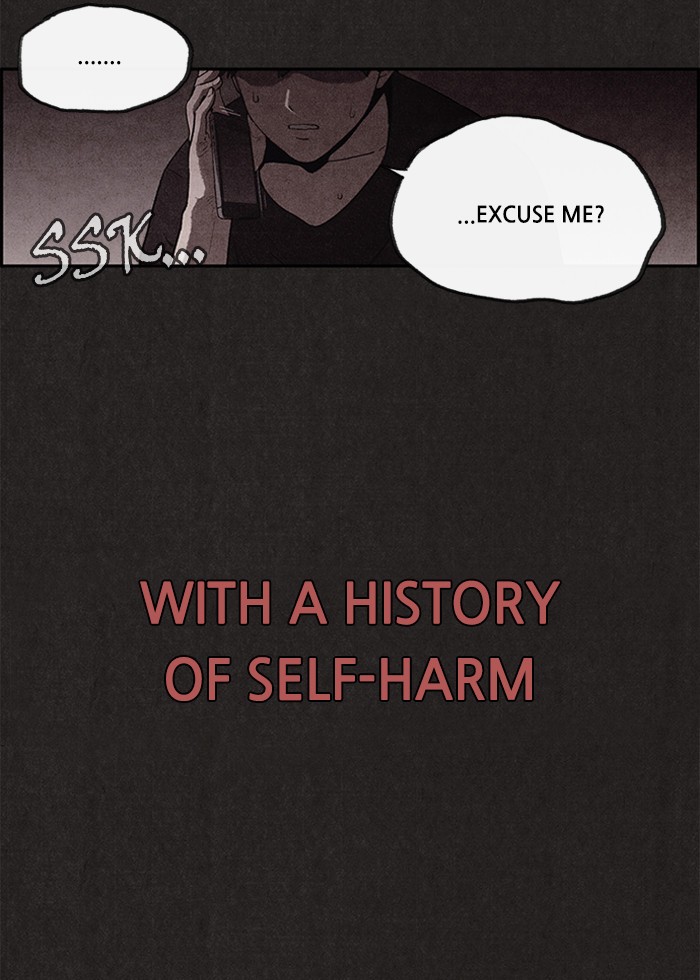 .......
...EXCUSE ME?
SSK...
WITH A HISTORY
OF SELF-HARM